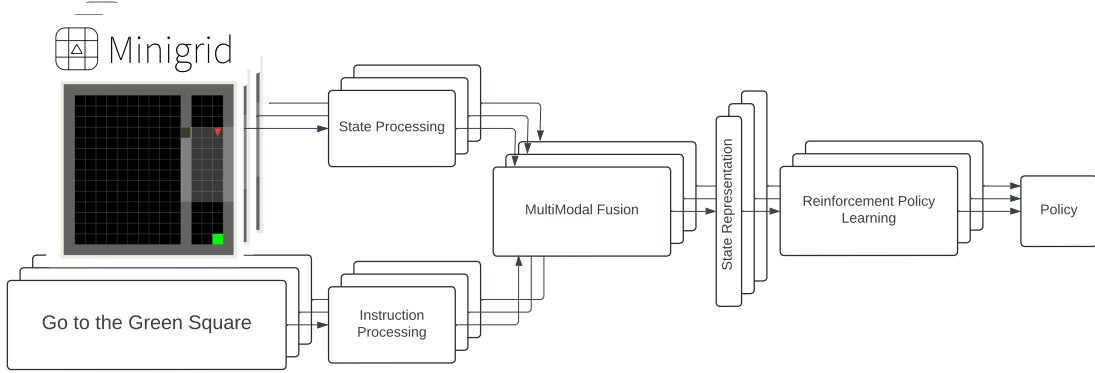 Minigrid
State Processing
MultiModal Fusion
State Representation
Reinforcement Policy
Learning
Policy
Go to the Green Square
Instruction
Processing